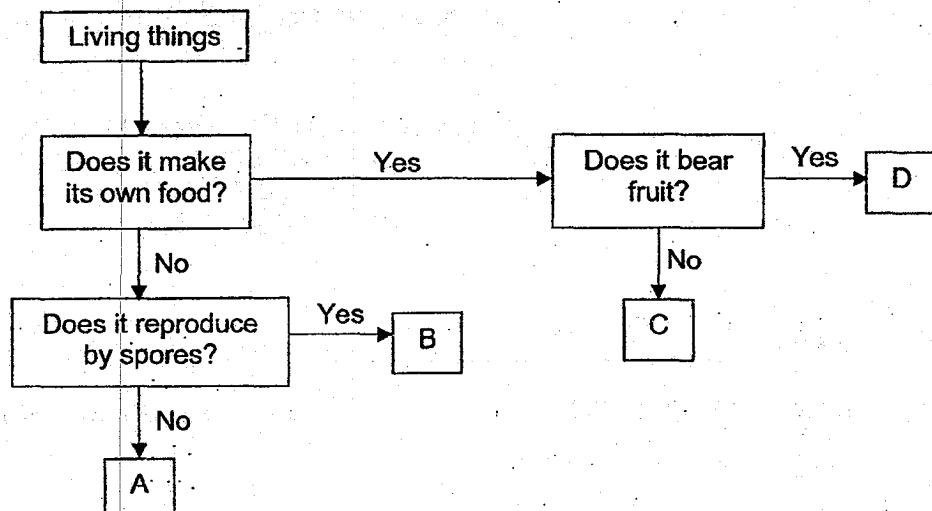 Living things
Does it make
its own food?
Yes
Does it bear
fruit?
Yes
D
No
No
Does it reproduce
by spores?
Yes
B
C
No
A